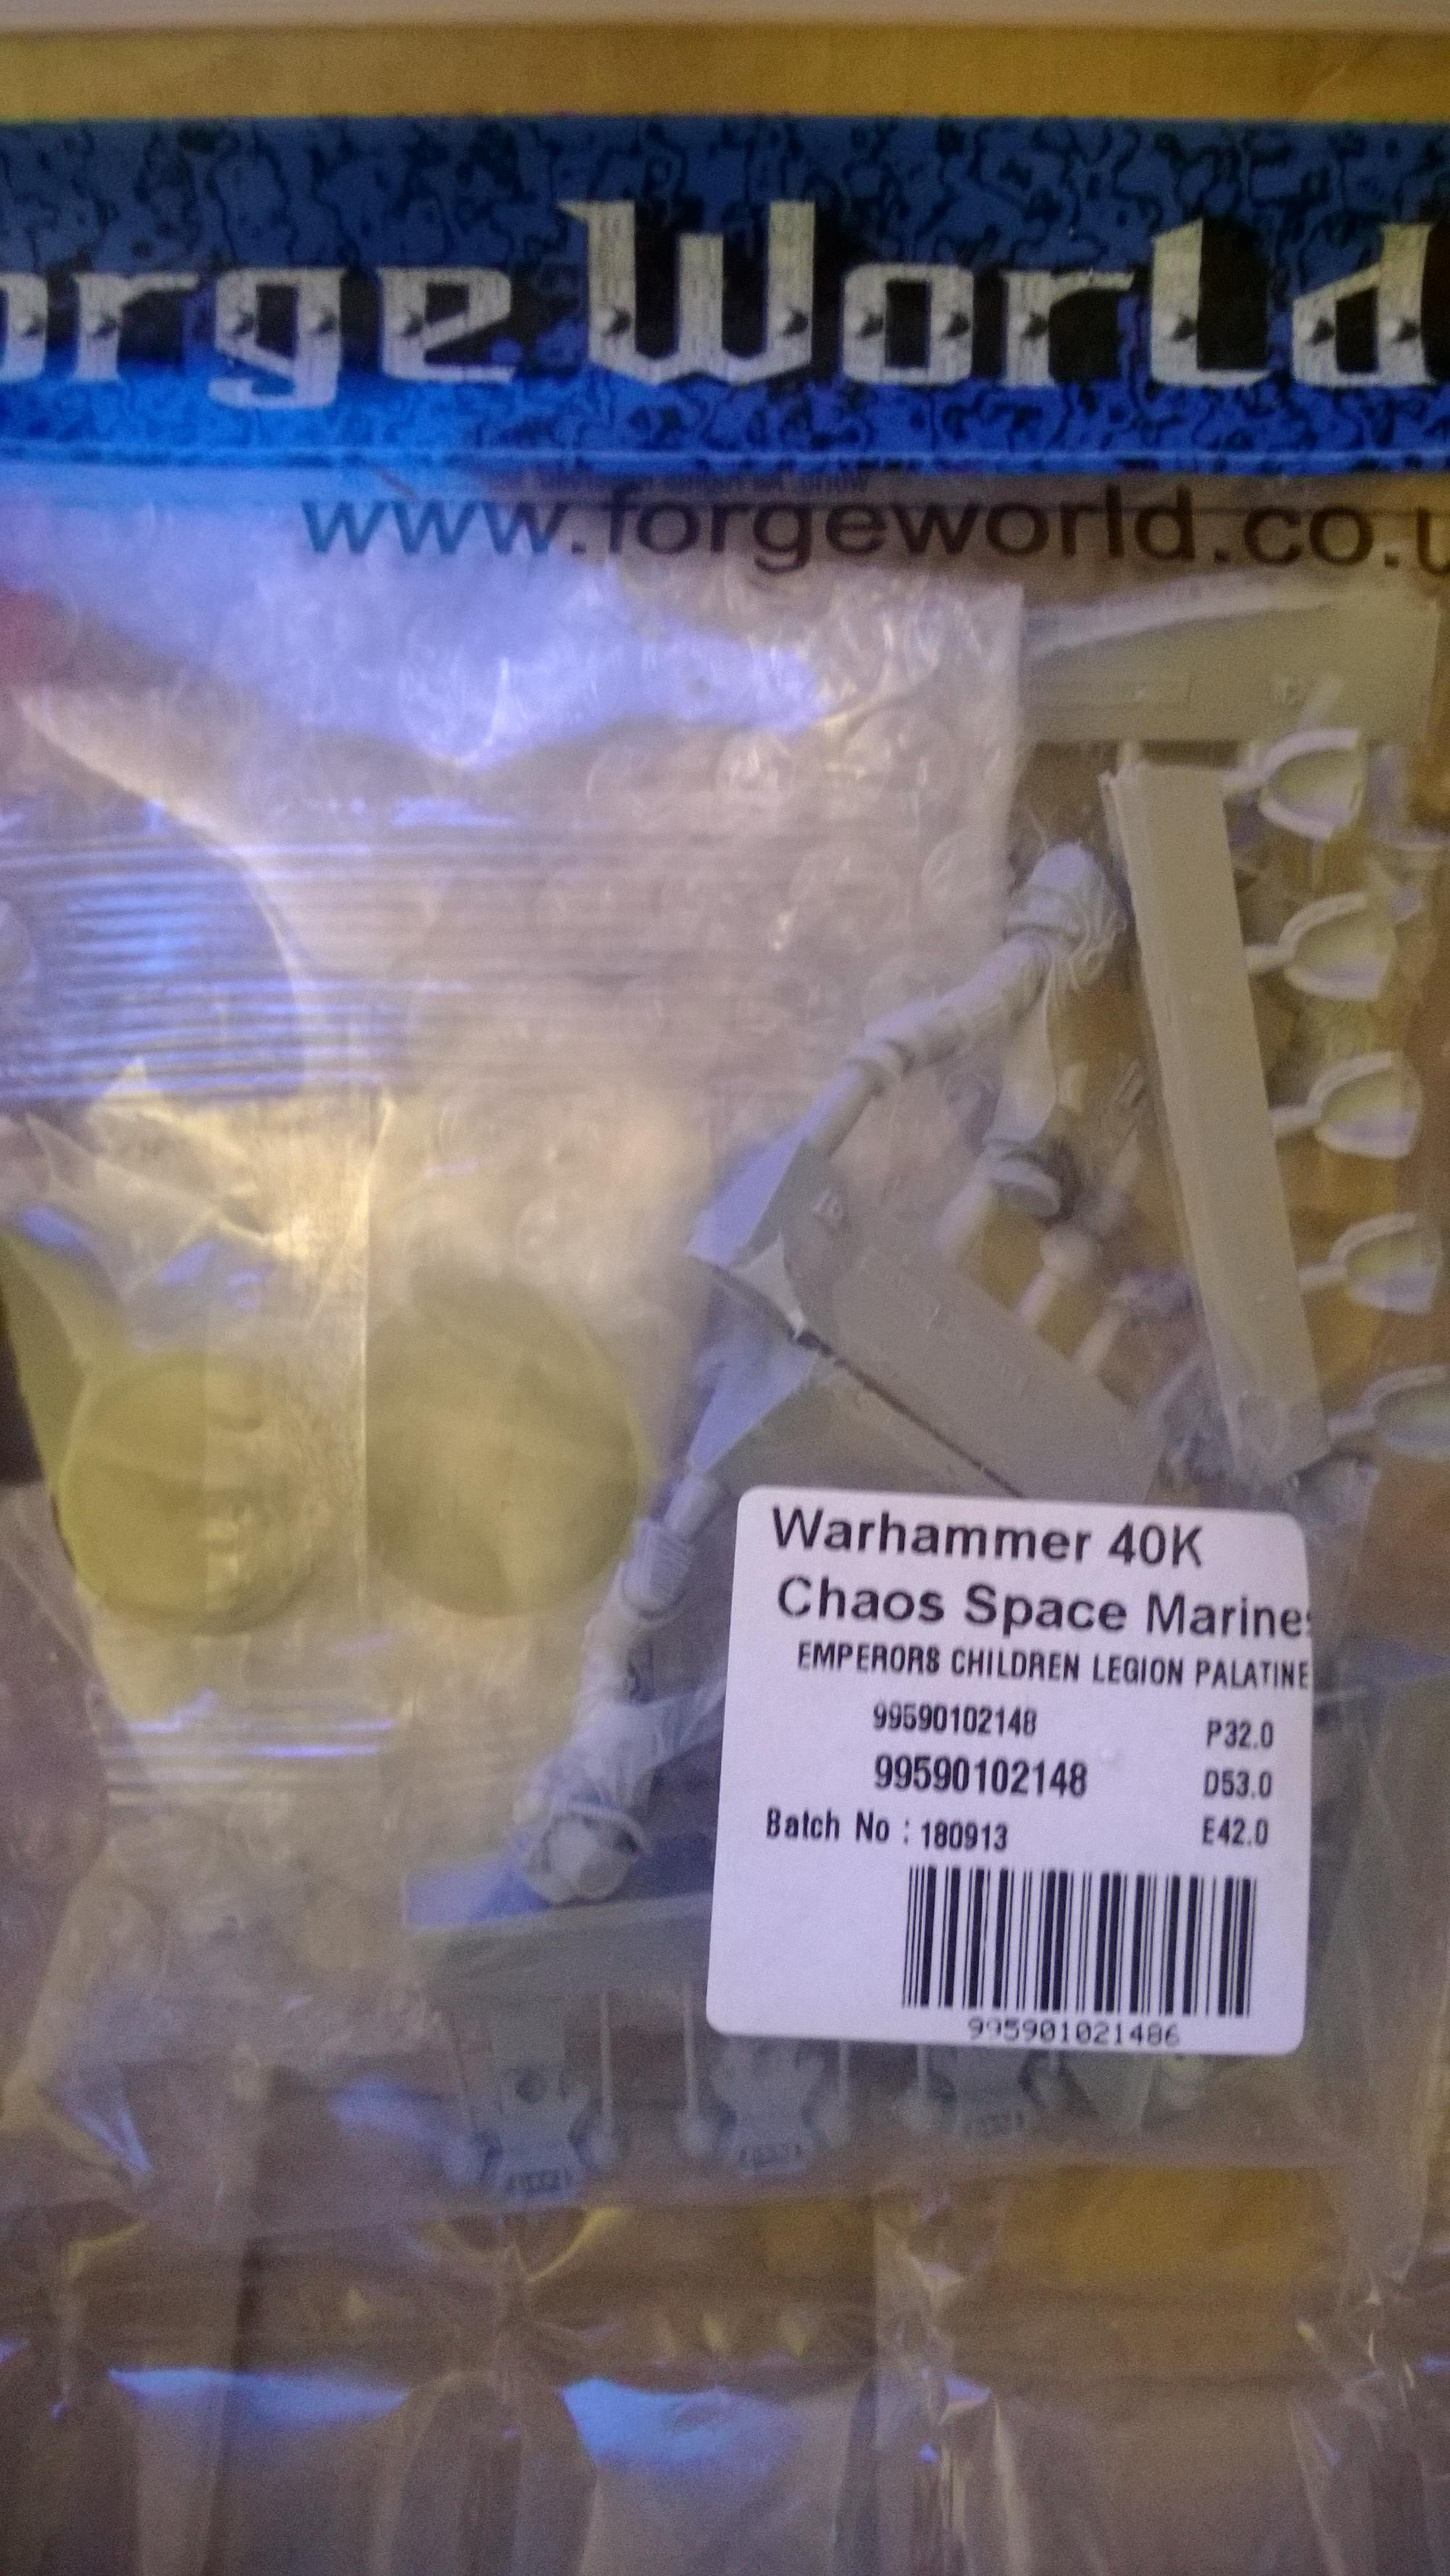 orge World
www.forgeworld.co.u
Warhammer 40K
Chaos Space Marines
EMPERORS CHILDREN LEGION PALATINE
99590102148 P32.0
99590102148 D53.0
Batch No : 180913 E42.0
995901021486